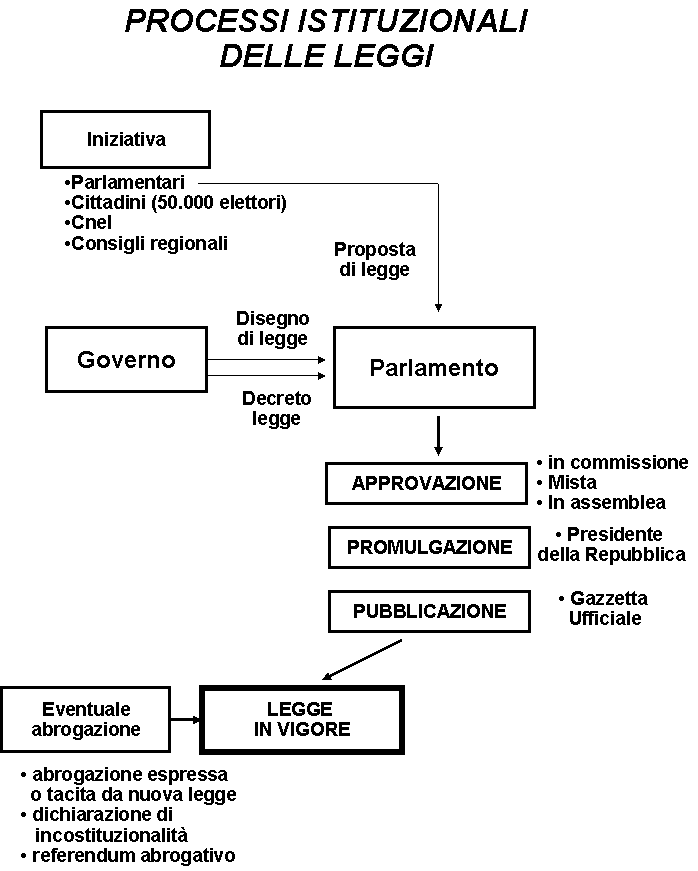 PROCESSI ISTITUZIONALI
DELLE LEGGI
Iniziativa
•Parlamentari
•Cittadini (50.000 elettori)
•Cnel
•Consigli regionali
Proposta
di legge
Disegno
di legge
Governo
Parlamento
Decreto
legge
APPROVAZIONE
• in commissione
• Mista
• In assemblea
PROMULGAZIONE
• Presidente
della Repubblica
PUBBLICAZIONE
• Gazzetta
Ufficiale
Eventuale
abrogazione
LEGGE
IN VIGORE
• abrogazione espressa
o tacita da nuova legge
• dichiarazione di
incostituzionalità
• referendum abrogativo